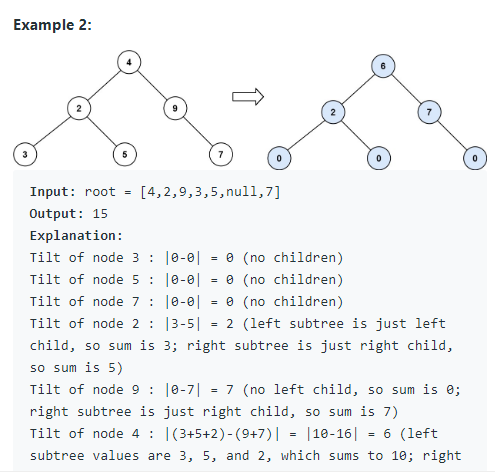 Example 2:
4
6
2
9
2
7
3
5
7
0
0
0
Input: root = [4,2,9,3,5,null,7]
Output: 15
Explanation:
Tilt of node 3 : |0-0| = 0 (no children)
Tilt of node 5 : |0-0| = 0 (no children)
Tilt of node 7 : |0-0| = 0 (no children)
Tilt of node 2 : |3-5| = 2 (left subtree is just left
child, so sum is 3; right subtree is just right child,
so sum is 5)
Tilt of node 9 : |0-7| = 7 (no left child, so sum is 0;
right subtree is just right child, so sum is 7)
Tilt of node 4 : |(3+5+2)-(9+7)| = |10-16| = 6 (left
subtree values are 3, 5, and 2, which sums to 10; right